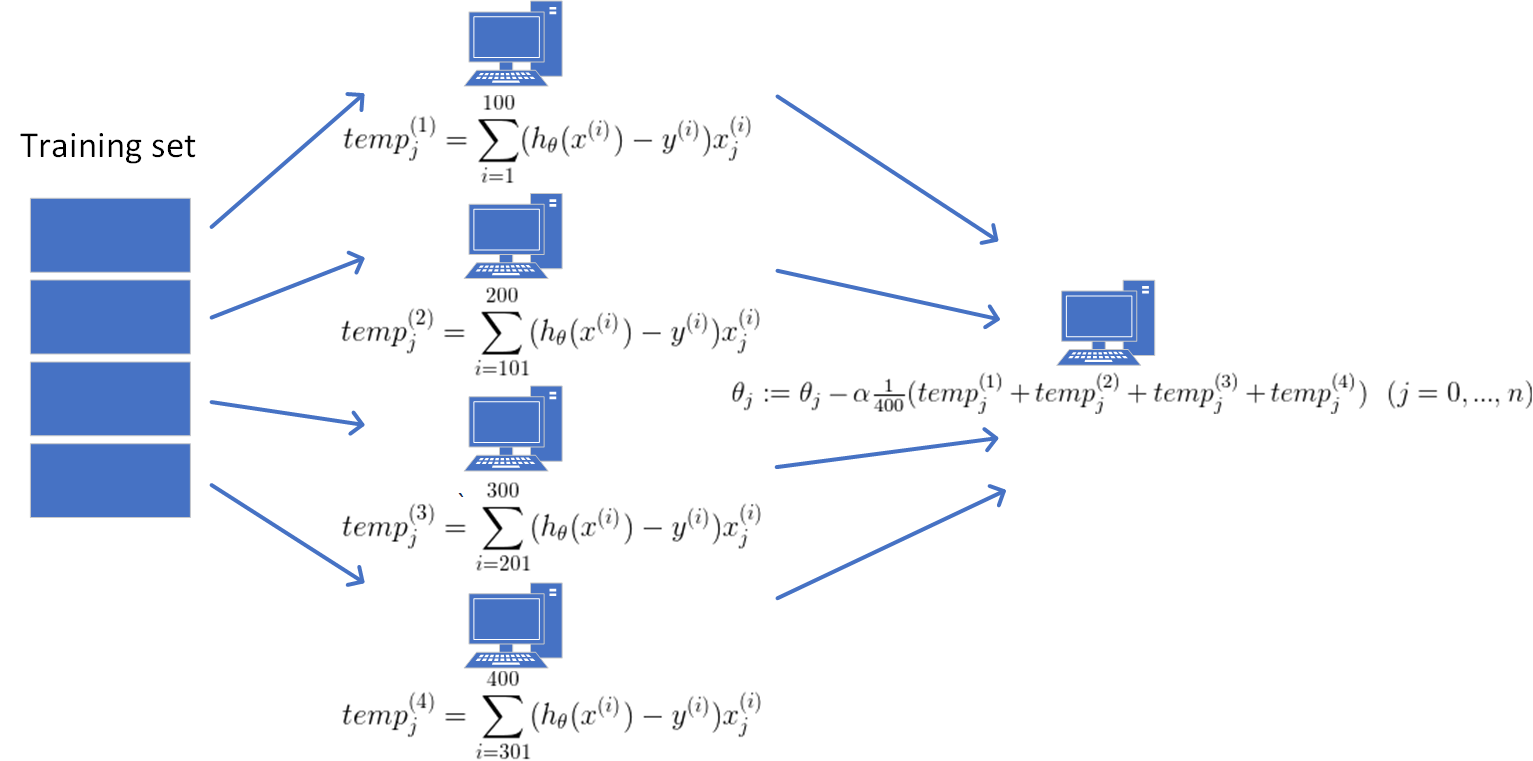 Training set
$temp_j^{(1)} = \sum_{i=1}^{100} (h_\theta(x^{(i)}) - y^{(i)})x_j^{(i)}$
$temp_j^{(2)} = \sum_{i=101}^{200} (h_\theta(x^{(i)}) - y^{(i)})x_j^{(i)}$
$temp_j^{(3)} = \sum_{i=201}^{300} (h_\theta(x^{(i)}) - y^{(i)})x_j^{(i)}$
$temp_j^{(4)} = \sum_{i=301}^{400} (h_\theta(x^{(i)}) - y^{(i)})x_j^{(i)}$
$\theta_j := \theta_j - \alpha \frac{1}{400} (temp_j^{(1)} + temp_j^{(2)} + temp_j^{(3)} + temp_j^{(4)}) \quad (j = 0, ..., n)$